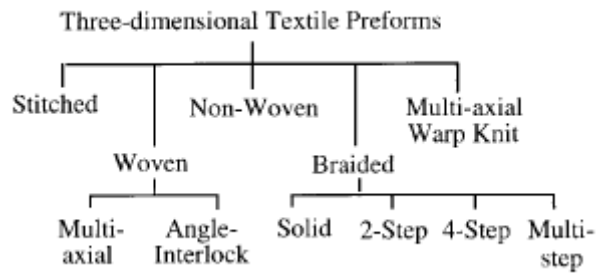 Three-dimensional Textile Preforms
Stitched
Non-Woven
Multi-axial
Warp Knit
Woven
Braided
Multi-
axial
Angle-
Interlock
Solid
2-Step
4-Step
Multi-
step